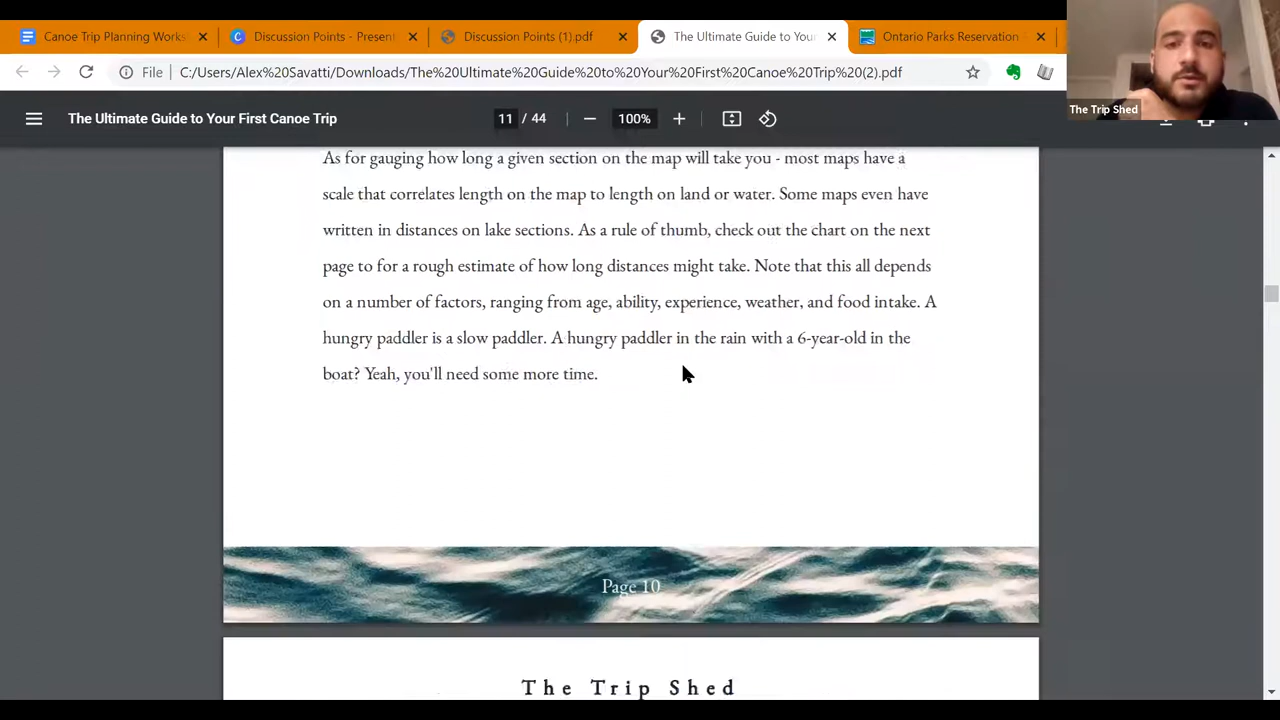 Canoe Trip Planning Works
Discussion Points - Present
Discussion Points (1).pdf
The Ultimate Guide to Your
Ontario Parks Reservation
File
C:/Users/Alex%20Savatti/Downloads/The%20Ultimate%20Guide%20to%20Your%20First%20Canoe%20Trip%20(2).pdf
The Trip Shed
The Ultimate Guide to Your First Canoe Trip
11 / 44
100%
As for gauging how long a given section on the map will take you - most maps have a
scale that correlates length on the map to length on land or water. Some maps even have
written in distances on lake sections. As a rule of thumb, check out the chart on the next
page to for a rough estimate of how long distances might take. Note that this all depends
on a number of factors, ranging from age, ability, experience, weather, and food intake. A
hungry paddler is a slow paddler. A hungry paddler in the rain with a 6-year-old in the
boat? Yeah, you'll need some more time.
Page 10
The Trip Shed